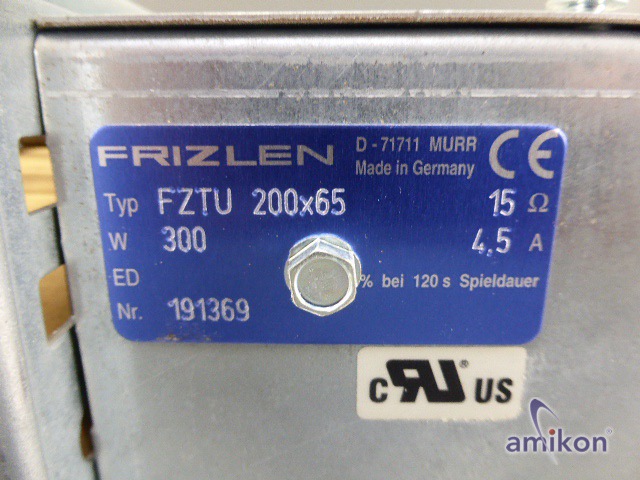 FRIZLEN D - 71711 MURR CE
Made in Germany
Typ FZTU 200x65 15 Ω
W 300 4,5 A
ED % bei 120 s Spieldauer
Nr. 191369
c RU US
amikon